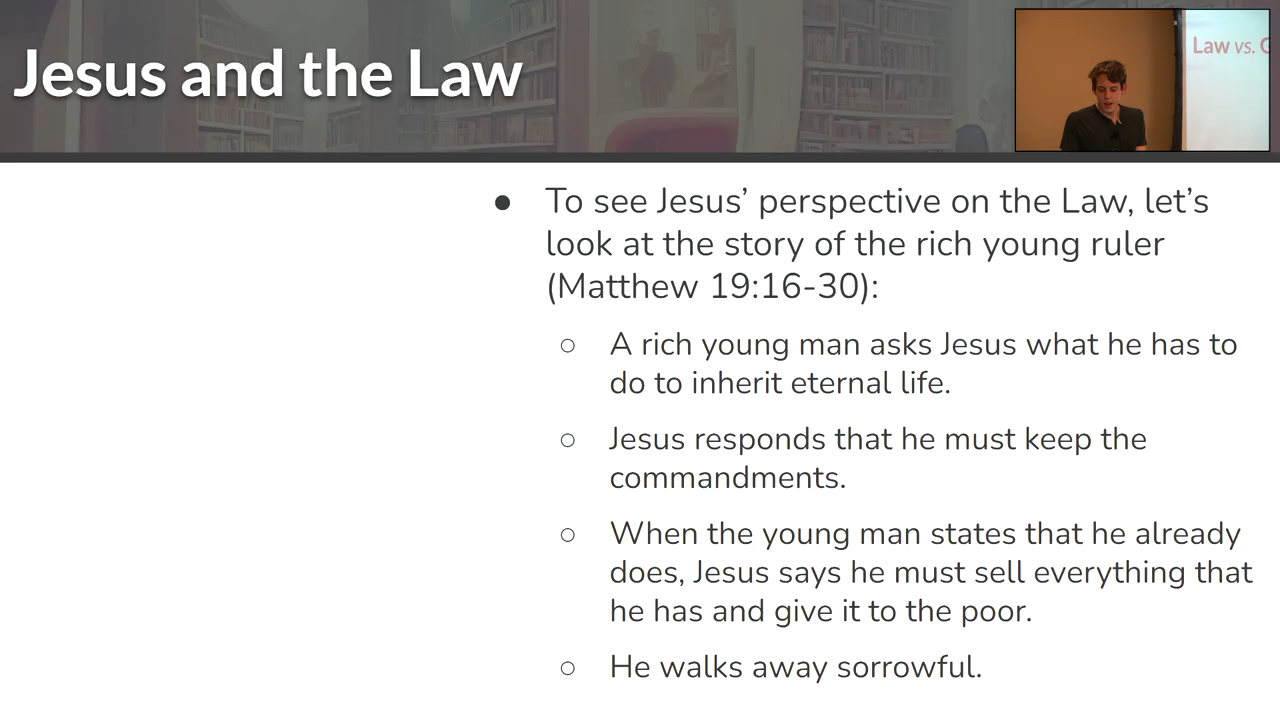 Jesus and the Law
Law vs. G
● To see Jesus’ perspective on the Law, let’s
look at the story of the rich young ruler
(Matthew 19:16-30):
○ A rich young man asks Jesus what he has to
do to inherit eternal life.
○ Jesus responds that he must keep the
commandments.
○ When the young man states that he already
does, Jesus says he must sell everything that
he has and give it to the poor.
○ He walks away sorrowful.